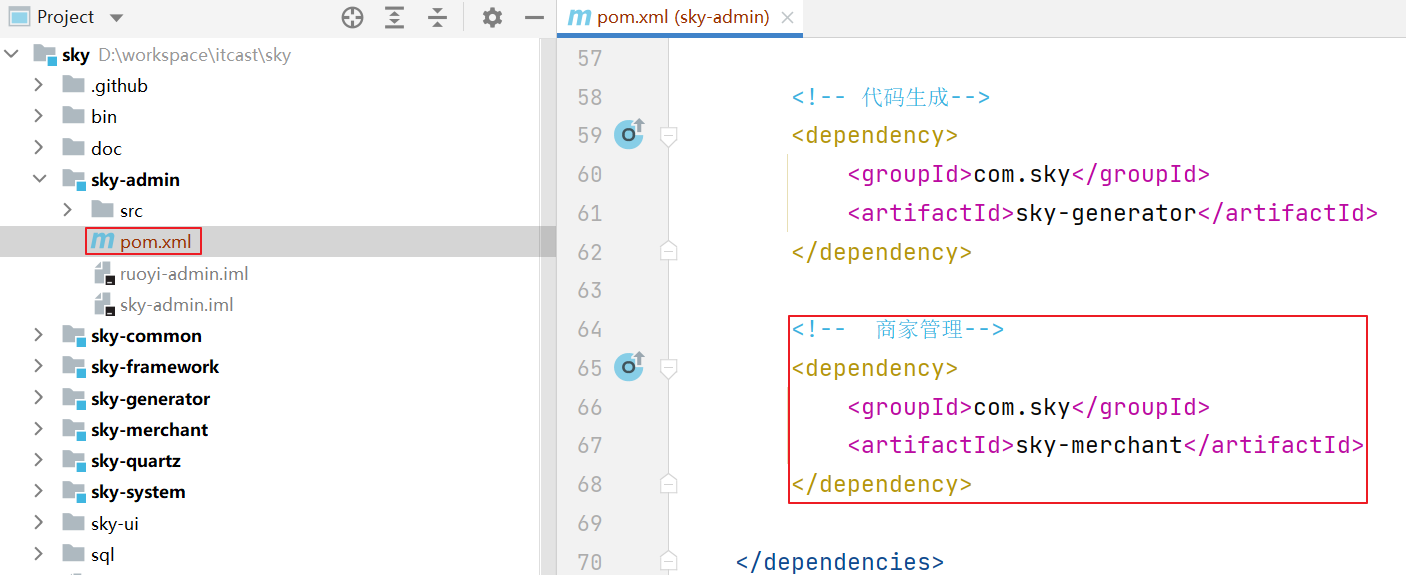 Project
sky D:\workspace\itcast\sky
.github
bin
doc
sky-admin
src
pom.xml
ruoyi-admin.iml
sky-admin.iml
sky-common
sky-framework
sky-generator
sky-merchant
sky-quartz
sky-system
sky-ui
sql
pom.xml (sky-admin)
57
58 <!-- 代码生成-->
59 <dependency>
60 <groupId>com.sky</groupId>
61 <artifactId>sky-generator</artifactId>
62 </dependency>
63
64 <!-- 商家管理-->
65 <dependency>
66 <groupId>com.sky</groupId>
67 <artifactId>sky-merchant</artifactId>
68 </dependency>
69
70 </dependencies>